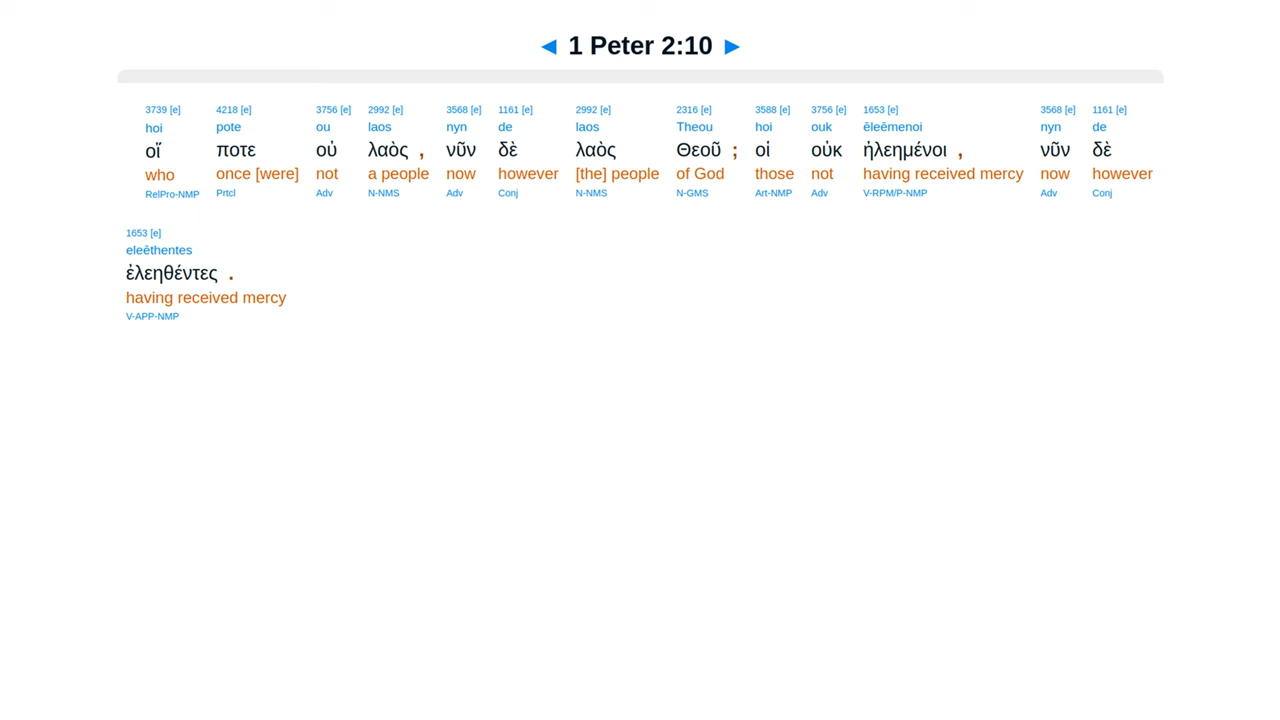 ◄ 1 Peter 2:10 ►
3739 [e] 4218 [e] 3756 [e] 2992 [e] 3568 [e] 1161 [e] 2992 [e] 2316 [e] 3588 [e] 3756 [e] 1653 [e] 3568 [e] 1161 [e]
hoi pote ou laos nyn de laos Theou hoi ouk ēleēmenoi nyn de
οἵ ποτε οὐ λαὸς , νῦν δὲ λαὸς Θεοῦ ; οἱ οὐκ ἠλεημένοι , νῦν δὲ
who once [were] not a people now however [the] people of God those not having received mercy now however
RelPro-NMP Prtcl Adv N-NMS Adv Conj N-NMS N-GMS Art-NMP Adv V-RPM/P-NMP Adv Conj
1653 [e]
eleēthentes
ἐλεηθέντες .
having received mercy
V-APP-NMP